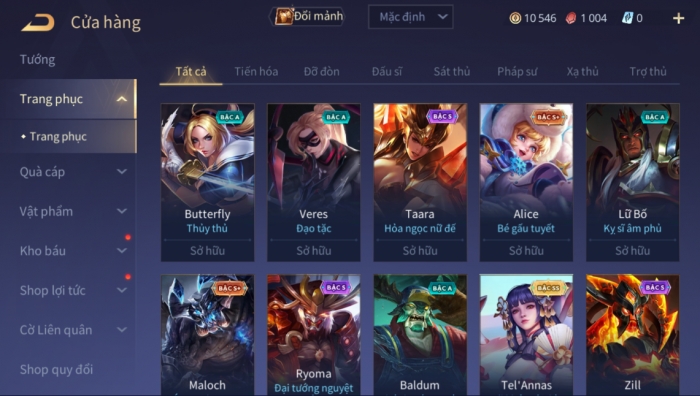 Cửa hàng
Đổi mảnh
Mặc định
10 546
1 004
0
Tướng
Trang phục
Trang phục
Quà cáp
Vật phẩm
Kho báu
Shop lợi tức
Cờ Liên quân
Shop quy đổi
Tất cả
Tiến hóa
Đỡ đòn
Đấu sĩ
Sát thủ
Pháp sư
Xạ thủ
Trợ thủ
BẬC A
Butterfly
Thủy thủ
Sở hữu
BẬC A
Veres
Đạo tặc
Sở hữu
BẬC S
Taara
Hỏa ngọc nữ đế
Sở hữu
BẬC S+
Alice
Bé gấu tuyết
Sở hữu
BẬC A
Lữ Bố
Kỵ sĩ âm phủ
Sở hữu
BẬC S+
Maloch
BẬC S
Ryoma
Đại tướng nguyệt
BẬC A
Baldum
BẬC SS
Tel'Annas
BẬC S
Zill